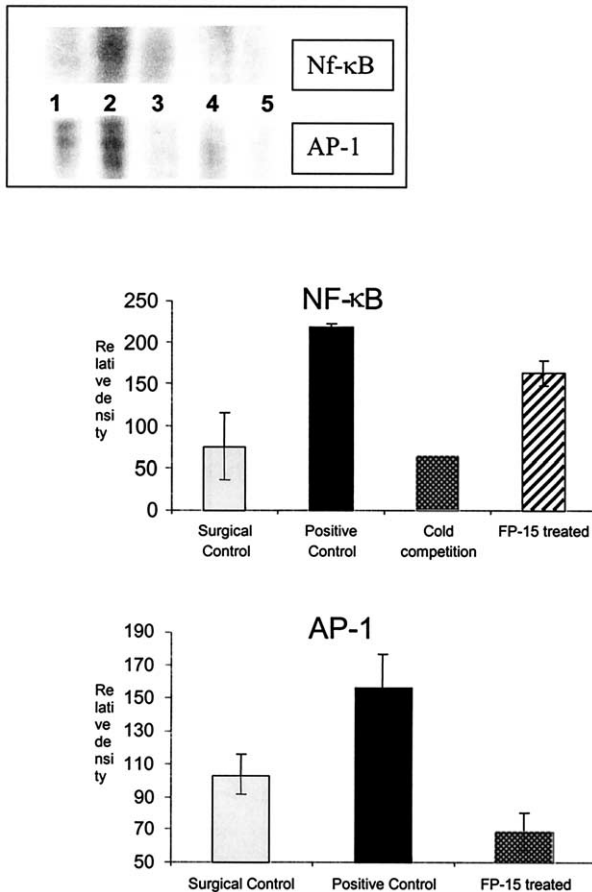 Nf-κB
1 2 3 4 5
AP-1
NF-κB
250
200
150
100
50
0
Re
lati
ve
de
nsi
ty
Surgical Control
Positive Control
Cold competition
FP-15 treated
AP-1
190
170
150
130
110
90
70
50
Re
lati
ve
de
nsi
ty
Surgical Control
Positive Control
FP-15 treated